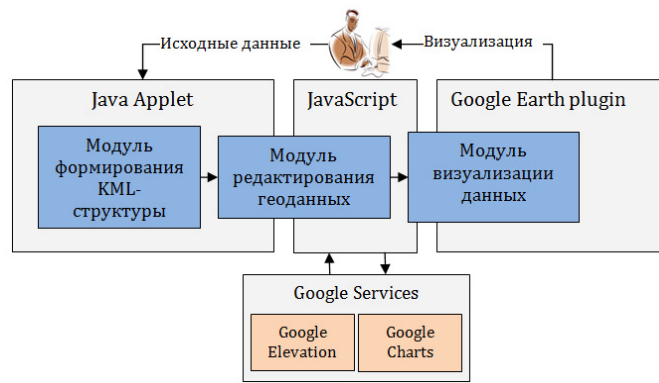 Исходные данные
Визуализация
Java Applet
JavaScript
Google Earth plugin
Модуль
формирования
KML-
структуры
Модуль
редактирования
геоданных
Модуль
визуализации
данных
Google Services
Google
Elevation
Google
Charts